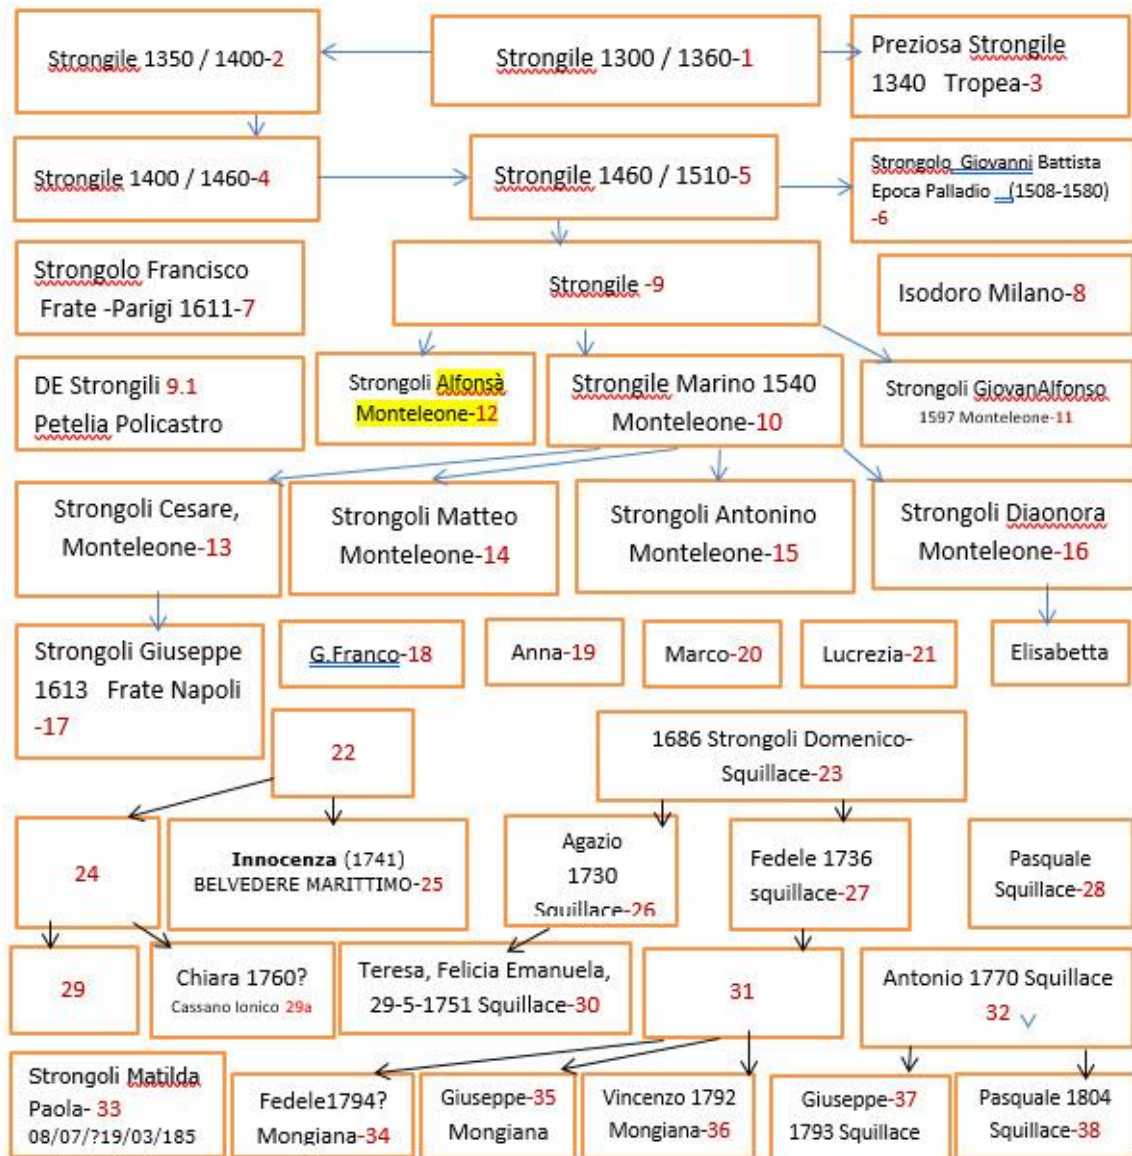 Strongile 1350 / 1400-2
Strongile 1300 / 1360-1
Preziosa Strongile
1340 Tropea-3
Strongile 1400 / 1460-4
Strongile 1460 / 1510-5
Strongolo Giovanni Battista
Epoca Palladio (1508-1580)
-6
Strongolo Francisco
Frate -Parigi 1611-7
Strongile -9
Isodoro Milano-8
DE Strongili 9.1
Petelia Policastro
Strongoli Alfonsà
Monteleone-12
Strongile Marino 1540
Monteleone-10
Strongoli GiovanAlfonso
1597 Monteleone-11
Strongoli Cesare,
Monteleone-13
Strongoli Matteo
Monteleone-14
Strongoli Antonino
Monteleone-15
Strongoli Diaonora
Monteleone-16
Strongoli Giuseppe
1613 Frate Napoli
-17
G.Franco-18
Anna-19
Marco-20
Lucrezia-21
Elisabetta
22
1686 Strongoli Domenico-
Squillace-23
24
Innocenza (1741)
BELVEDERE MARITTIMO-25
Agazio
1730
Squillace-26
Fedele 1736
squillace-27
Pasquale
Squillace-28
29
Chiara 1760?
Cassano Ionico 29a
Teresa, Felicia Emanuela,
29-5-1751 Squillace-30
31
Antonio 1770 Squillace
32
Strongoli Matilda
Paola- 33
08/07/?19/03/185
Fedele1794?
Mongiana-34
Giuseppe-35
Mongiana
Vincenzo 1792
Mongiana-36
Giuseppe-37
1793 Squillace
Pasquale 1804
Squillace-38